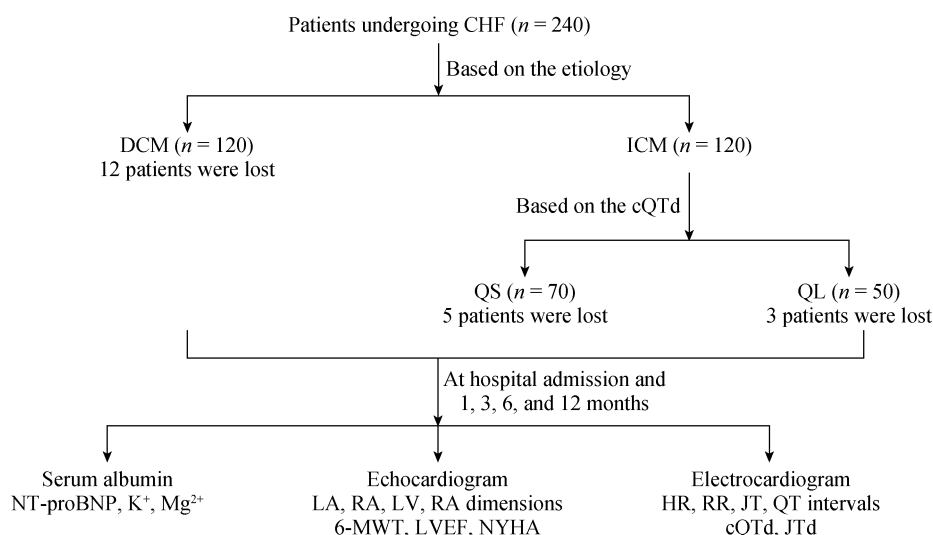 Patients undergoing CHF (n = 240)
Based on the etiology
DCM (n = 120)
12 patients were lost
ICM (n = 120)
Based on the cQTd
QS (n = 70)
5 patients were lost
QL (n = 50)
3 patients were lost
At hospital admission and
1, 3, 6, and 12 months
Serum albumin
NT-proBNP, K⁺, Mg²⁺
Echocardiogram
LA, RA, LV, RA dimensions
6-MWT, LVEF, NYHA
Electrocardiogram
HR, RR, JT, QT intervals
cQTd, JTd